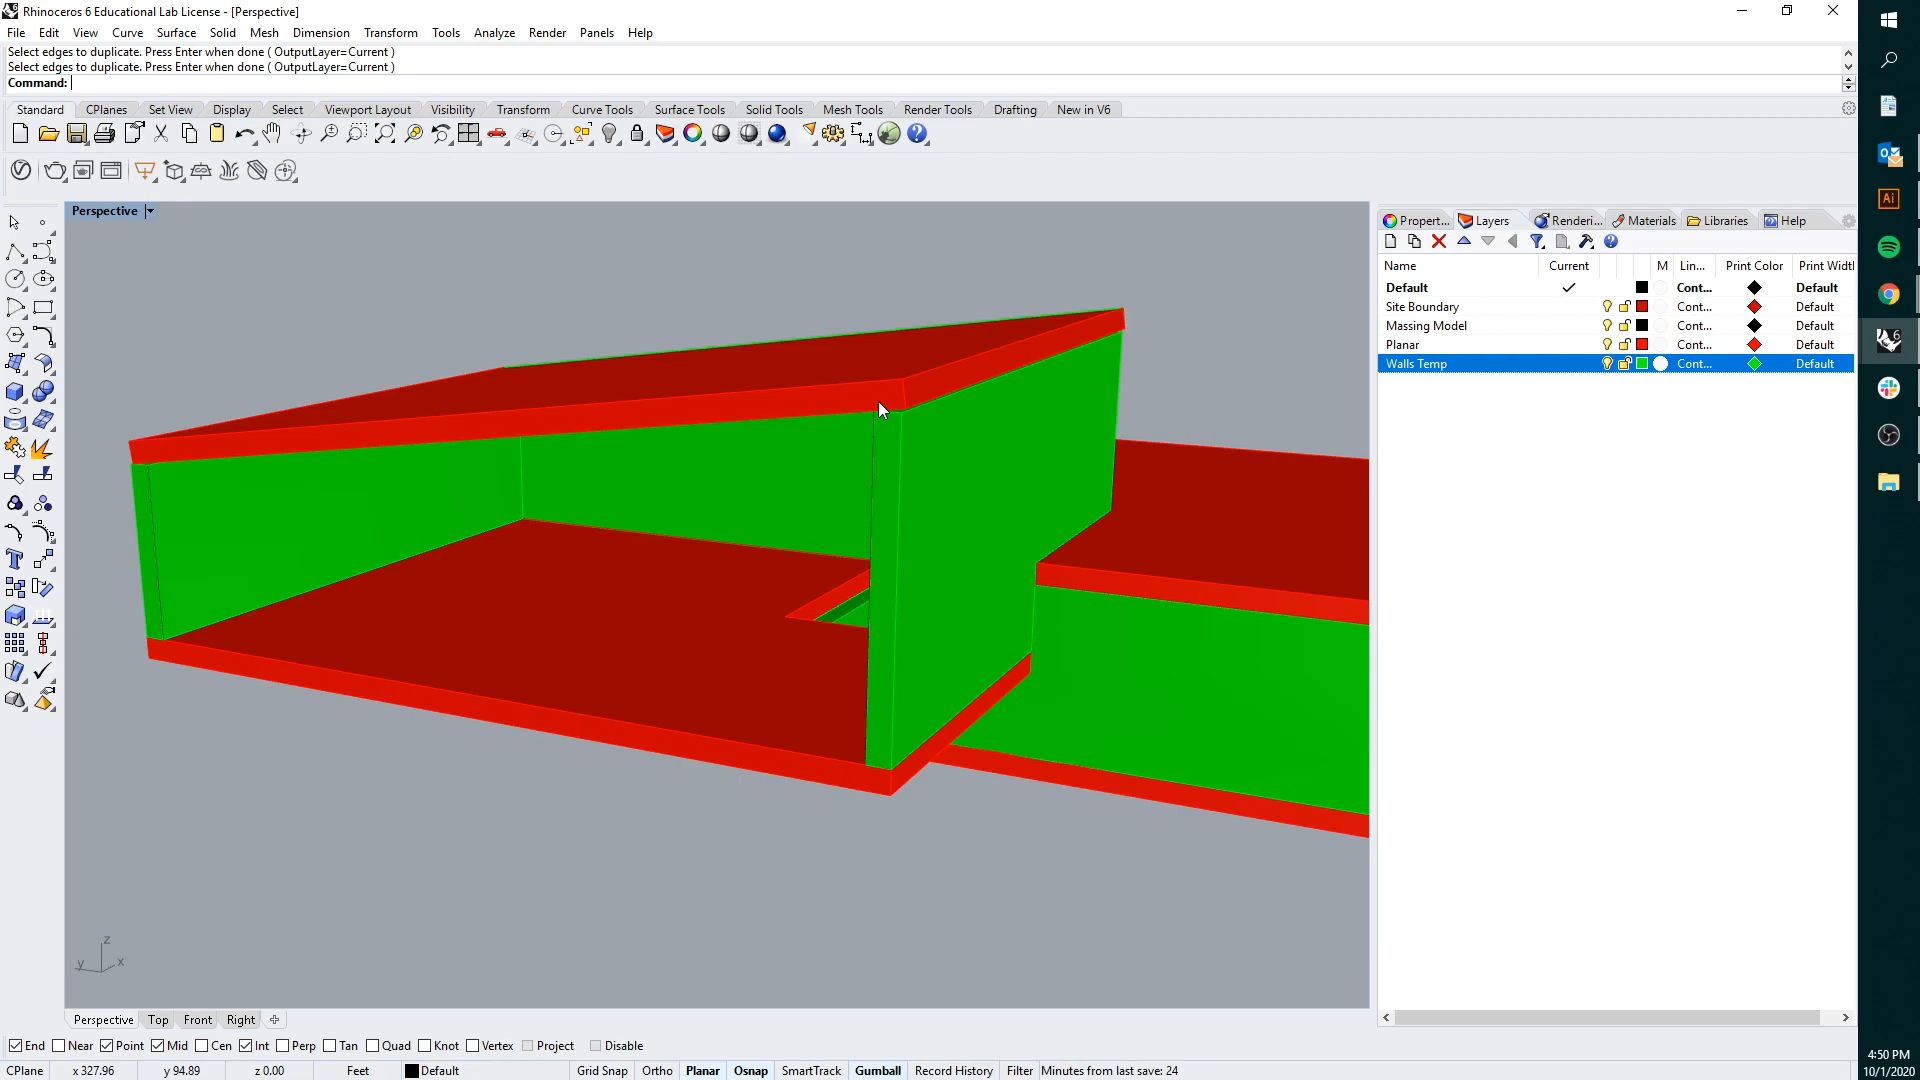 Rhinoceros 6 Educational Lab License - [Perspective]
File Edit View Curve Surface Solid Mesh Dimension Transform Tools Analyze Render Panels Help
Select edges to duplicate. Press Enter when done ( OutputLayer=Current )
Select edges to duplicate. Press Enter when done ( OutputLayer=Current )
Command:
Standard CPlanes Set View Display Select Viewport Layout Visibility Transform Curve Tools Surface Tools Solid Tools Mesh Tools Render Tools Drafting New in V6
Perspective
Propert... Layers Renderi... Materials Libraries Help
Name Current M Lin... Print Color Print Widt
Default Cont... Default
Site Boundary Cont... Default
Massing Model Cont... Default
Planar Cont... Default
Walls Temp Cont... Default
z
y x
Perspective Top Front Right
End Near Point Mid Cen Int Perp Tan Quad Knot Vertex Project Disable
CPlane x 327.96 y 94.89 z 0.00 Feet Default Grid Snap Ortho Planar Osnap SmartTrack Gumball Record History Filter Minutes from last save: 24
Ai
6
4:50 PM
10/1/2020